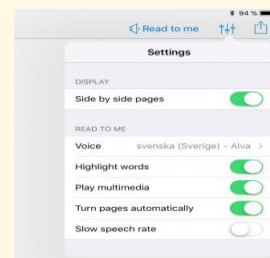 94 %
Read to me
Settings
DISPLAY
Side by side pages
READ TO ME
Voice svenska (Sverige) - Alva >
Highlight words
Play multimedia
Turn pages automatically
Slow speech rate